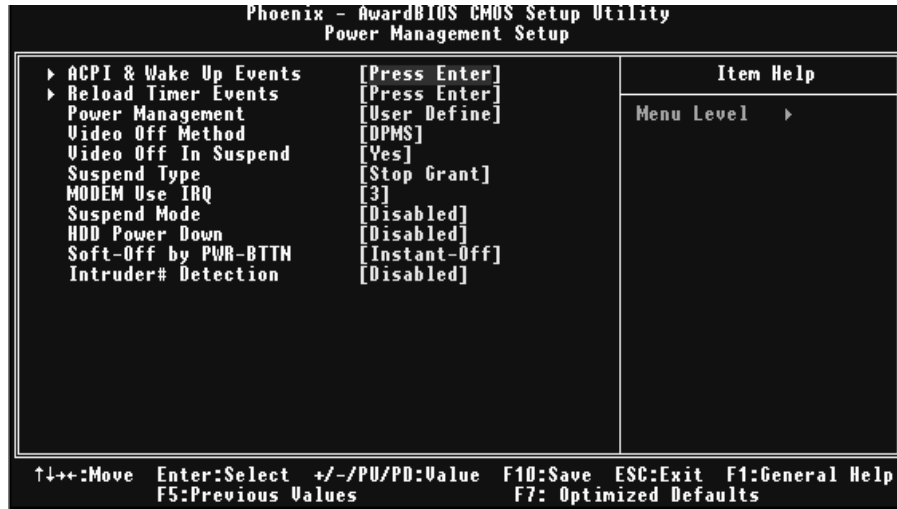 Phoenix - AwardBIOS CMOS Setup Utility
Power Management Setup
▸ ACPI & Wake Up Events [Press Enter]
▸ Reload Timer Events [Press Enter]
Power Management [User Define]
Video Off Method [DPMS]
Video Off In Suspend [Yes]
Suspend Type [Stop Grant]
MODEM Use IRQ [3]
Suspend Mode [Disabled]
HDD Power Down [Disabled]
Soft-Off by PWR-BTTN [Instant-Off]
Intruder# Detection [Disabled]
Item Help
Menu Level ▸
↑↓→←:Move Enter:Select +/-/PU/PD:Value F10:Save ESC:Exit F1:General Help
F5:Previous Values F7: Optimized Defaults